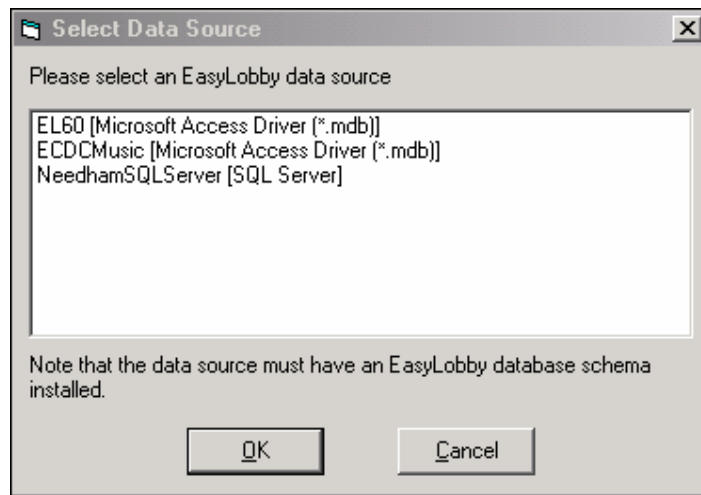 Select Data Source
Please select an EasyLobby data source
EL60 [Microsoft Access Driver (*.mdb)]
ECDCMusic [Microsoft Access Driver (*.mdb)]
NeedhamSQLServer [SQL Server]
Note that the data source must have an EasyLobby database schema
installed.
OK
Cancel